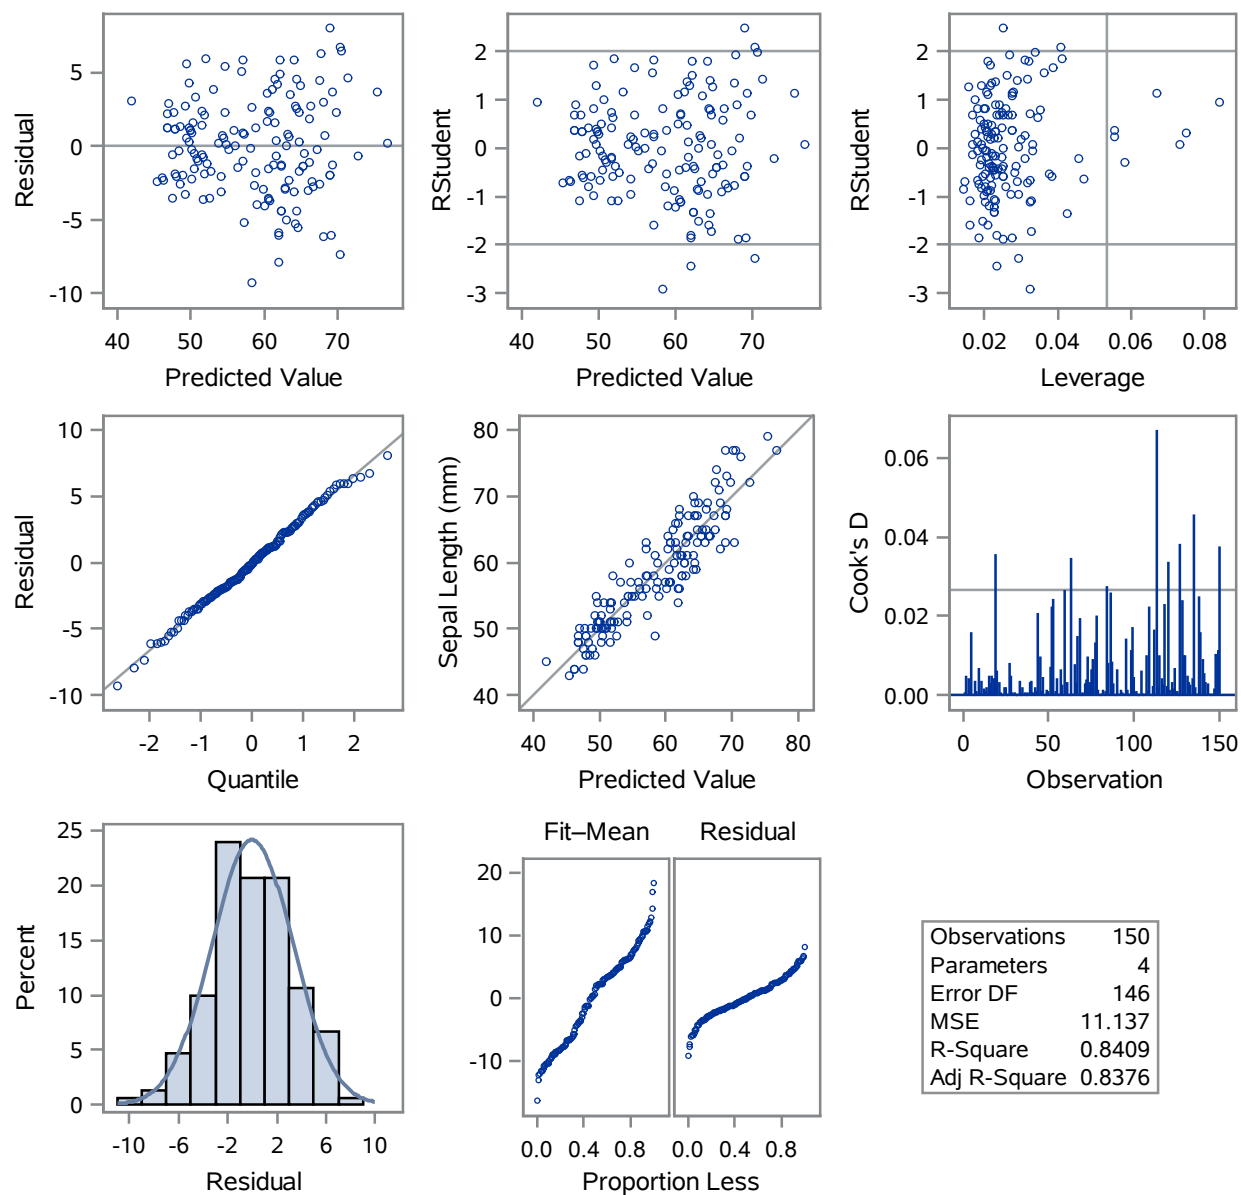 Residual
5
0
-5
-10
40 50 60 70
Predicted Value
RStudent
2
1
0
-1
-2
-3
40 50 60 70
Predicted Value
RStudent
2
1
0
-1
-2
-3
0.02 0.04 0.06 0.08
Leverage
Residual
10
5
0
-5
-10
-2 -1 0 1 2
Quantile
Sepal Length (mm)
80
70
60
50
40
40 50 60 70 80
Predicted Value
Cook's D
0.06
0.04
0.02
0.00
0 50 100 150
Observation
Percent
25
20
15
10
5
0
-10 -6 -2 2 6 10
Residual
Fit–Mean Residual
20
10
0
-10
0.0 0.4 0.8 0.0 0.4 0.8
Proportion Less
Observations 150
Parameters 4
Error DF 146
MSE 11.137
R-Square 0.8409
Adj R-Square 0.8376